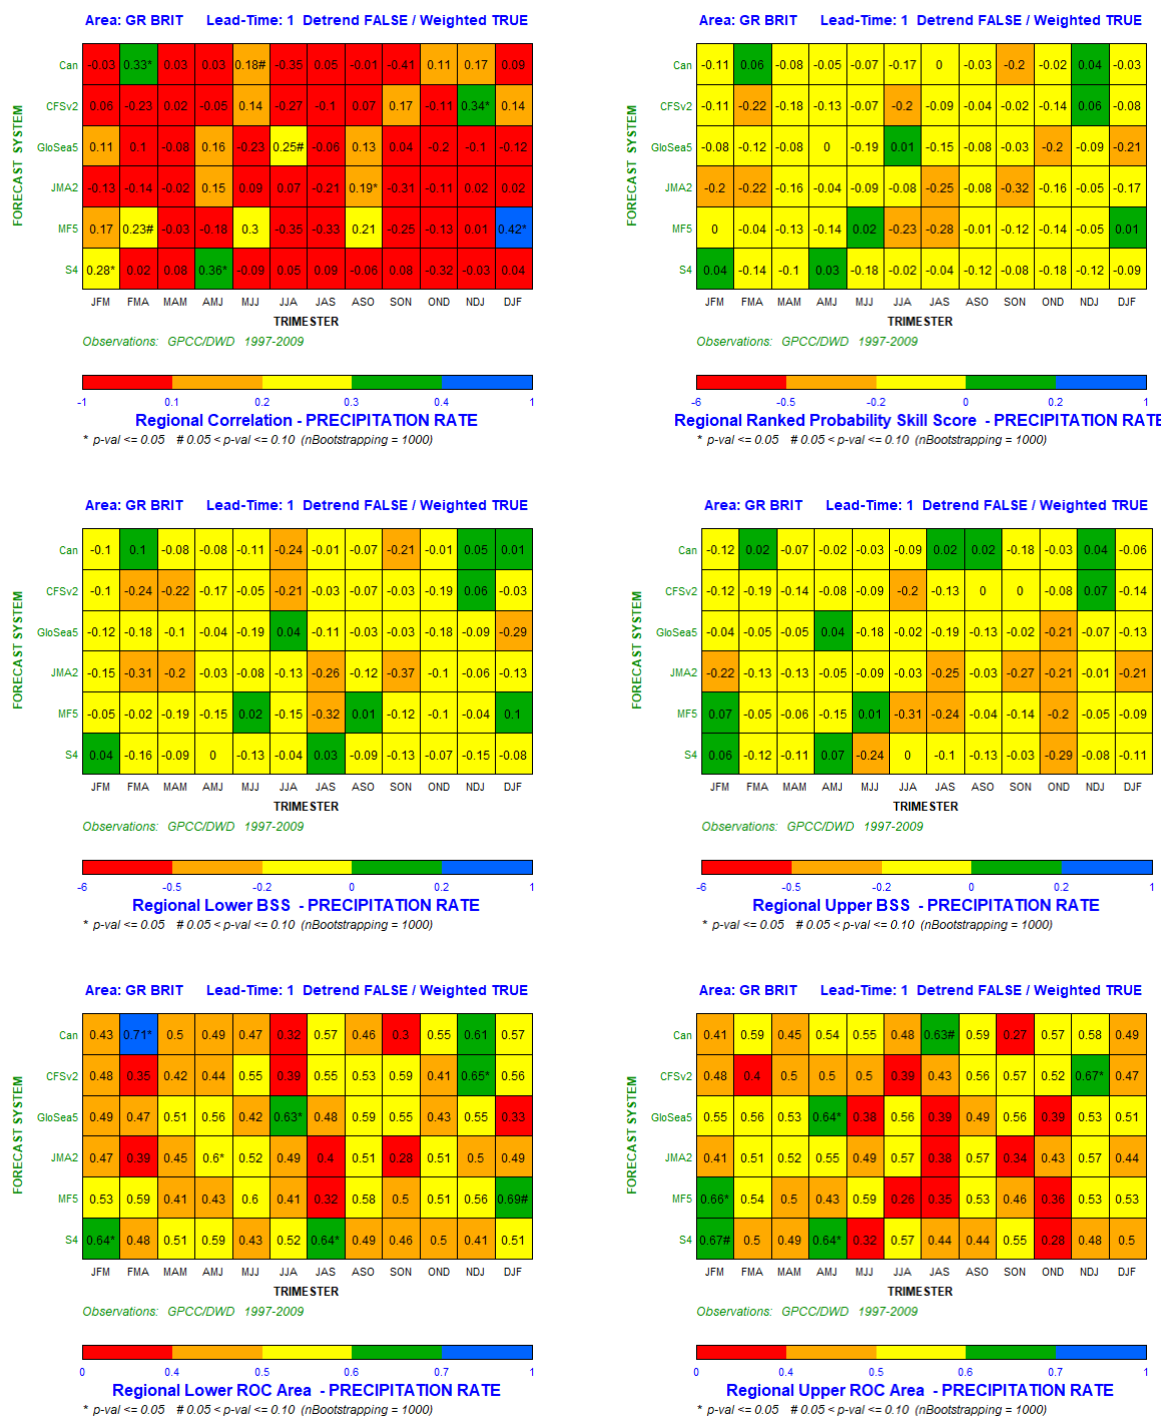 Area: GR BRIT Lead-Time: 1 Detrend FALSE / Weighted TRUE
FORECAST SYSTEM
Can -0.03 0.33* 0.03 0.03 0.18# -0.35 0.05 -0.01 -0.41 0.11 0.17 0.09
CFSv2 0.06 -0.23 0.02 -0.05 0.14 -0.27 -0.1 0.07 0.17 -0.11 0.34* 0.14
GloSea5 0.11 0.1 -0.08 0.16 -0.23 0.25# -0.06 0.13 0.04 -0.2 -0.1 -0.12
JMA2 -0.13 -0.14 -0.02 0.15 0.09 0.07 -0.21 0.19* -0.31 -0.11 0.02 0.02
MF5 0.17 0.23# -0.03 -0.18 0.3 -0.35 -0.33 0.21 -0.25 -0.13 0.01 0.42*
S4 0.28* 0.02 0.08 0.36* -0.09 0.05 0.09 -0.06 0.08 -0.32 -0.03 0.04
JFM FMA MAM AMJ MJJ JJA JAS ASO SON OND NDJ DJF
TRIMESTER
Observations: GPCC/DWD 1997-2009
-1 0.1 0.2 0.3 0.4 1
Regional Correlation - PRECIPITATION RATE
* p-val <= 0.05 # 0.05 < p-val <= 0.10 (nBootstrapping = 1000)
Area: GR BRIT Lead-Time: 1 Detrend FALSE / Weighted TRUE
FORECAST SYSTEM
Can -0.11 0.06 -0.08 -0.05 -0.07 -0.17 0 -0.03 -0.2 -0.02 0.04 -0.03
CFSv2 -0.11 -0.22 -0.18 -0.13 -0.07 -0.2 -0.09 -0.04 -0.02 -0.14 0.06 -0.08
GloSea5 -0.08 -0.12 -0.08 0 -0.19 0.01 -0.15 -0.08 -0.03 -0.2 -0.09 -0.21
JMA2 -0.2 -0.22 -0.16 -0.04 -0.09 -0.08 -0.25 -0.08 -0.32 -0.16 -0.05 -0.17
MF5 0 -0.04 -0.13 -0.14 0.02 -0.23 -0.28 -0.01 -0.12 -0.14 -0.05 0.01
S4 0.04 -0.14 -0.1 0.03 -0.18 -0.02 -0.04 -0.12 -0.08 -0.18 -0.12 -0.09
JFM FMA MAM AMJ MJJ JJA JAS ASO SON OND NDJ DJF
TRIMESTER
Observations: GPCC/DWD 1997-2009
-6 -0.5 -0.2 0 0.2 1
Regional Ranked Probability Skill Score - PRECIPITATION RATE
* p-val <= 0.05 # 0.05 < p-val <= 0.10 (nBootstrapping = 1000)
Area: GR BRIT Lead-Time: 1 Detrend FALSE / Weighted TRUE
FORECAST SYSTEM
Can -0.1 0.1 -0.08 -0.08 -0.11 -0.24 -0.01 -0.07 -0.21 -0.01 0.05 0.01
CFSv2 -0.1 -0.24 -0.22 -0.17 -0.05 -0.21 -0.03 -0.07 -0.03 -0.19 0.06 -0.03
GloSea5 -0.12 -0.18 -0.1 -0.04 -0.19 0.04 -0.11 -0.03 -0.03 -0.18 -0.09 -0.29
JMA2 -0.15 -0.31 -0.2 -0.03 -0.08 -0.13 -0.26 -0.12 -0.37 -0.1 -0.06 -0.13
MF5 -0.05 -0.02 -0.19 -0.15 0.02 -0.15 -0.32 0.01 -0.12 -0.1 -0.04 0.1
S4 0.04 -0.16 -0.09 0 -0.13 -0.04 0.03 -0.09 -0.13 -0.07 -0.15 -0.08
JFM FMA MAM AMJ MJJ JJA JAS ASO SON OND NDJ DJF
TRIMESTER
Observations: GPCC/DWD 1997-2009
-6 -0.5 -0.2 0 0.2 1
Regional Lower BSS - PRECIPITATION RATE
* p-val <= 0.05 # 0.05 < p-val <= 0.10 (nBootstrapping = 1000)
Area: GR BRIT Lead-Time: 1 Detrend FALSE / Weighted TRUE
FORECAST SYSTEM
Can -0.12 0.02 -0.07 -0.02 -0.03 -0.09 0.02 0.02 -0.18 -0.03 0.04 -0.06
CFSv2 -0.12 -0.19 -0.14 -0.08 -0.09 -0.2 -0.13 0 0 -0.08 0.07 -0.14
GloSea5 -0.04 -0.05 -0.05 0.04 -0.18 -0.02 -0.19 -0.13 -0.02 -0.21 -0.07 -0.13
JMA2 -0.22 -0.13 -0.13 -0.05 -0.09 -0.03 -0.25 -0.03 -0.27 -0.21 -0.01 -0.21
MF5 0.07 -0.05 -0.06 -0.15 0.01 -0.31 -0.24 -0.04 -0.14 -0.2 -0.05 -0.09
S4 0.06 -0.12 -0.11 0.07 -0.24 0 -0.1 -0.13 -0.03 -0.29 -0.08 -0.11
JFM FMA MAM AMJ MJJ JJA JAS ASO SON OND NDJ DJF
TRIMESTER
Observations: GPCC/DWD 1997-2009
-6 -0.5 -0.2 0 0.2 1
Regional Upper BSS - PRECIPITATION RATE
* p-val <= 0.05 # 0.05 < p-val <= 0.10 (nBootstrapping = 1000)
Area: GR BRIT Lead-Time: 1 Detrend FALSE / Weighted TRUE
FORECAST SYSTEM
Can 0.43 0.71* 0.5 0.49 0.47 0.32 0.57 0.46 0.3 0.55 0.61 0.57
CFSv2 0.48 0.35 0.42 0.44 0.55 0.39 0.55 0.53 0.59 0.41 0.65* 0.56
GloSea5 0.49 0.47 0.51 0.56 0.42 0.63* 0.48 0.59 0.55 0.43 0.55 0.33
JMA2 0.47 0.39 0.45 0.6* 0.52 0.49 0.4 0.51 0.28 0.51 0.5 0.49
MF5 0.53 0.59 0.41 0.43 0.6 0.41 0.32 0.58 0.5 0.51 0.56 0.69#
S4 0.64* 0.48 0.51 0.59 0.43 0.52 0.64* 0.49 0.46 0.5 0.41 0.51
JFM FMA MAM AMJ MJJ JJA JAS ASO SON OND NDJ DJF
TRIMESTER
Observations: GPCC/DWD 1997-2009
0 0.4 0.5 0.6 0.7 1
Regional Lower ROC Area - PRECIPITATION RATE
* p-val <= 0.05 # 0.05 < p-val <= 0.10 (nBootstrapping = 1000)
Area: GR BRIT Lead-Time: 1 Detrend FALSE / Weighted TRUE
FORECAST SYSTEM
Can 0.41 0.59 0.45 0.54 0.55 0.48 0.63# 0.59 0.27 0.57 0.58 0.49
CFSv2 0.48 0.4 0.5 0.5 0.5 0.39 0.43 0.56 0.57 0.52 0.67* 0.47
GloSea5 0.55 0.56 0.53 0.64* 0.38 0.56 0.39 0.49 0.56 0.39 0.53 0.51
JMA2 0.41 0.51 0.52 0.55 0.49 0.57 0.38 0.57 0.34 0.43 0.57 0.44
MF5 0.66* 0.54 0.5 0.43 0.59 0.26 0.35 0.53 0.46 0.36 0.53 0.53
S4 0.67# 0.5 0.49 0.64* 0.32 0.57 0.44 0.44 0.55 0.28 0.48 0.5
JFM FMA MAM AMJ MJJ JJA JAS ASO SON OND NDJ DJF
TRIMESTER
Observations: GPCC/DWD 1997-2009
0 0.4 0.5 0.6 0.7 1
Regional Upper ROC Area - PRECIPITATION RATE
* p-val <= 0.05 # 0.05 < p-val <= 0.10 (nBootstrapping = 1000)